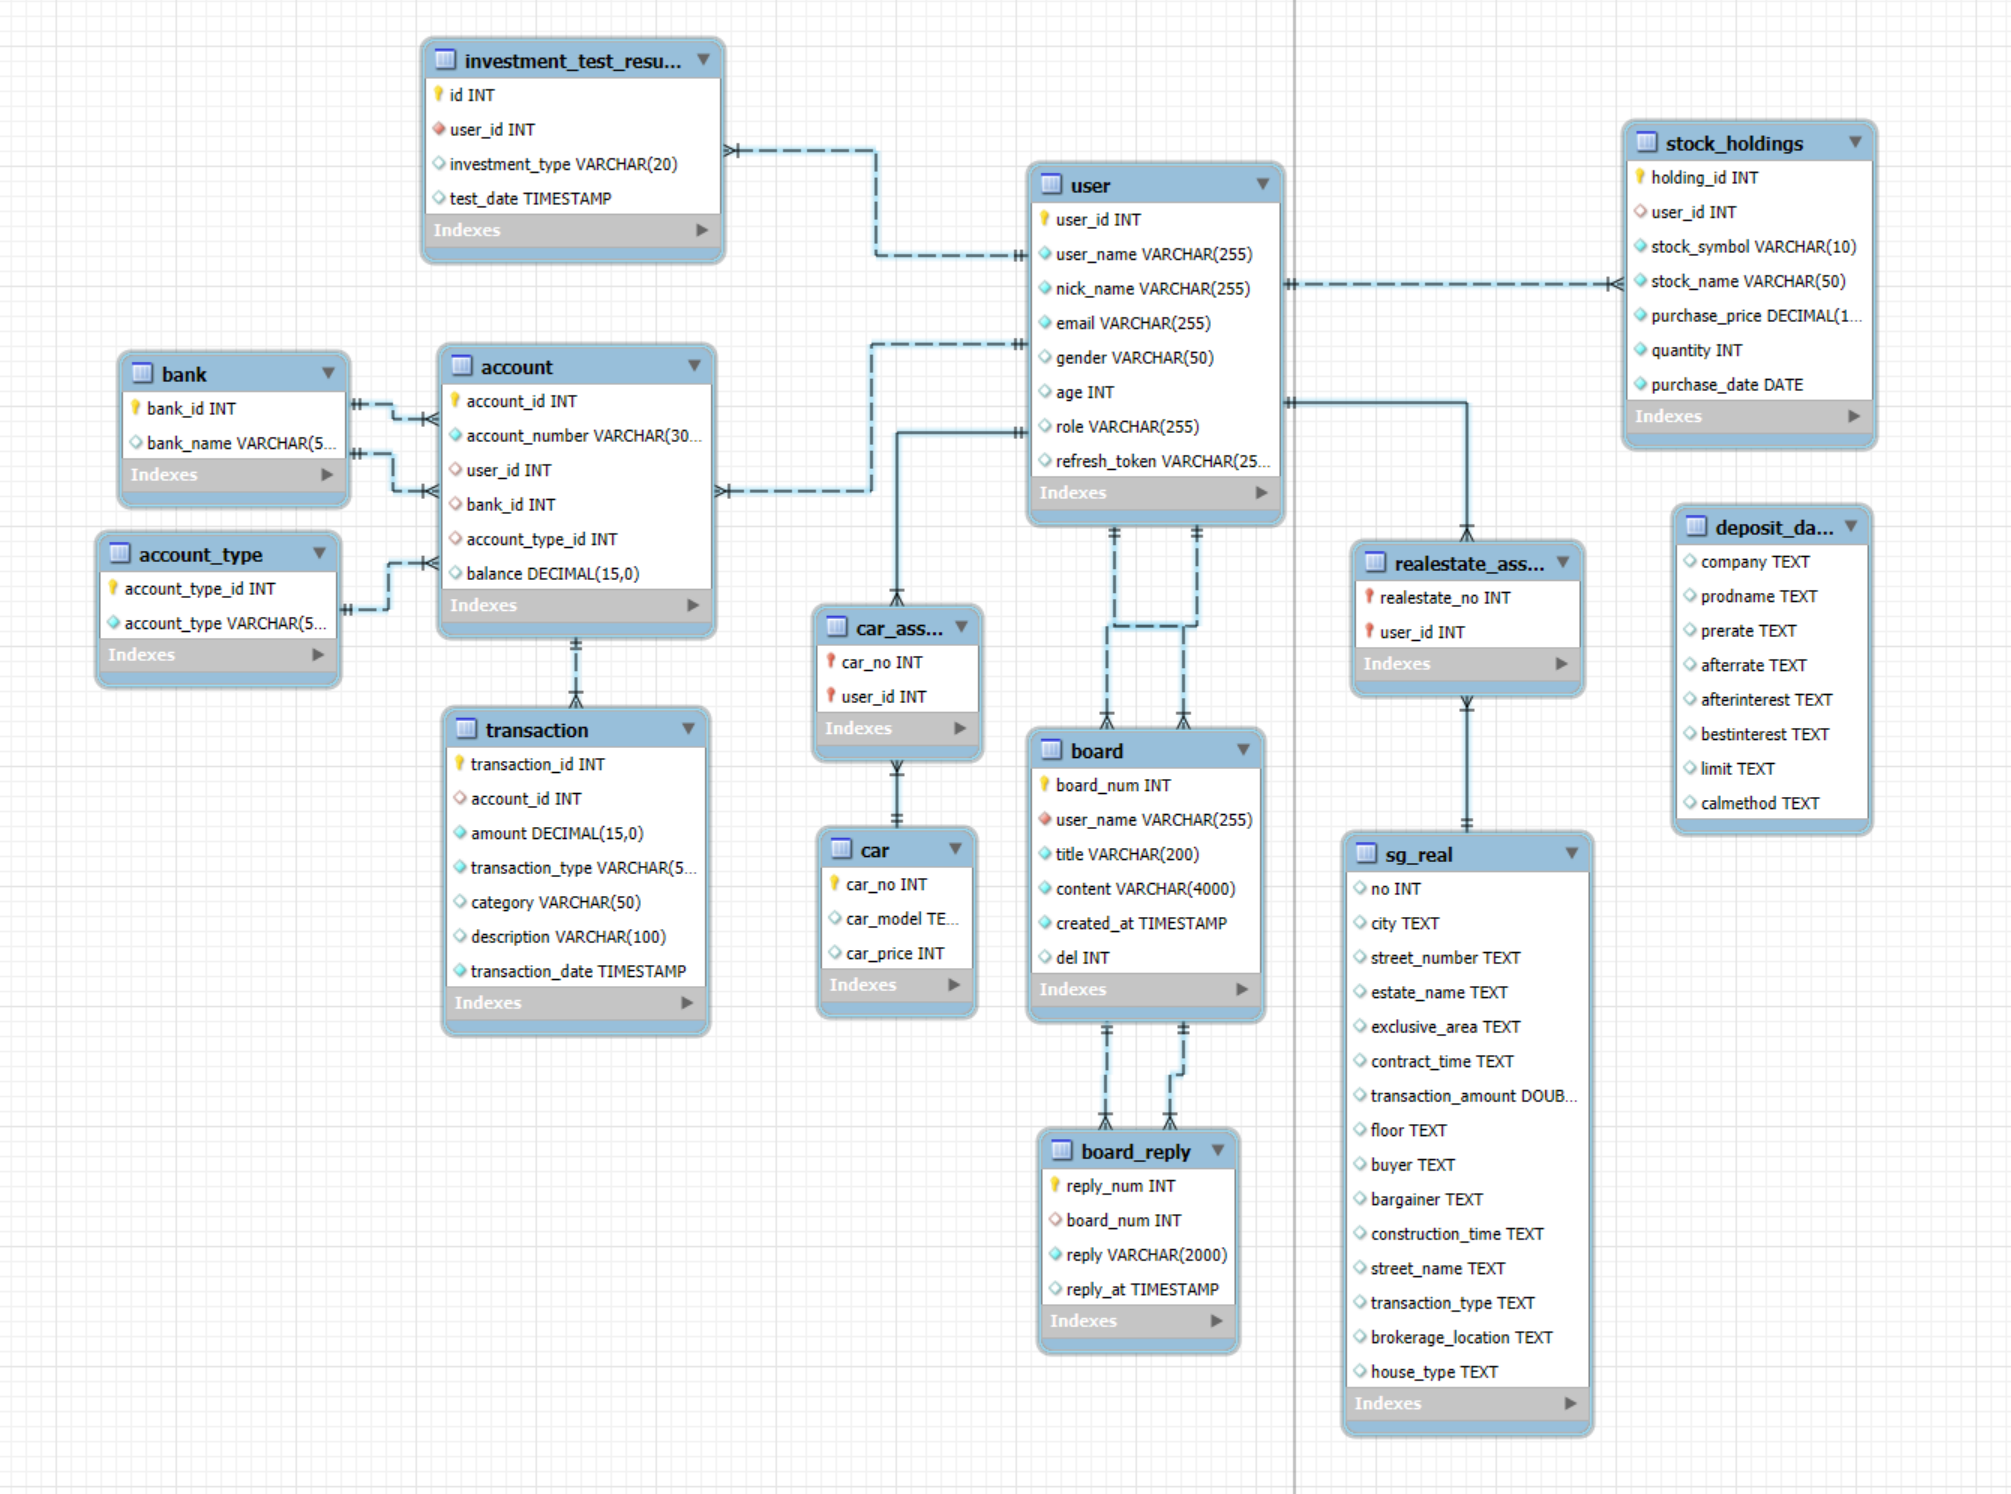 investment_test_resu...
id INT
user_id INT
investment_type VARCHAR(20)
test_date TIMESTAMP
Indexes
user
user_id INT
user_name VARCHAR(255)
nick_name VARCHAR(255)
email VARCHAR(255)
gender VARCHAR(50)
age INT
role VARCHAR(255)
refresh_token VARCHAR(25...
Indexes
stock_holdings
holding_id INT
user_id INT
stock_symbol VARCHAR(10)
stock_name VARCHAR(50)
purchase_price DECIMAL(1...
quantity INT
purchase_date DATE
Indexes
bank
bank_id INT
bank_name VARCHAR(5...
Indexes
account
account_id INT
account_number VARCHAR(30...
user_id INT
bank_id INT
account_type_id INT
balance DECIMAL(15,0)
Indexes
account_type
account_type_id INT
account_type VARCHAR(5...
Indexes
transaction
transaction_id INT
account_id INT
amount DECIMAL(15,0)
transaction_type VARCHAR(5...
category VARCHAR(50)
description VARCHAR(100)
transaction_date TIMESTAMP
Indexes
car_ass...
car_no INT
user_id INT
Indexes
car
car_no INT
car_model TE...
car_price INT
Indexes
board
board_num INT
user_name VARCHAR(255)
title VARCHAR(200)
content VARCHAR(4000)
created_at TIMESTAMP
del INT
Indexes
board_reply
reply_num INT
board_num INT
reply VARCHAR(2000)
reply_at TIMESTAMP
Indexes
realestate_ass...
realestate_no INT
user_id INT
Indexes
sg_real
no INT
city TEXT
street_number TEXT
estate_name TEXT
exclusive_area TEXT
contract_time TEXT
transaction_amount DOUB...
floor TEXT
buyer TEXT
bargainer TEXT
construction_time TEXT
street_name TEXT
transaction_type TEXT
brokerage_location TEXT
house_type TEXT
Indexes
deposit_da...
company TEXT
prodname TEXT
prerate TEXT
afterrate TEXT
afterinterest TEXT
bestinterest TEXT
limit TEXT
calmethod TEXT